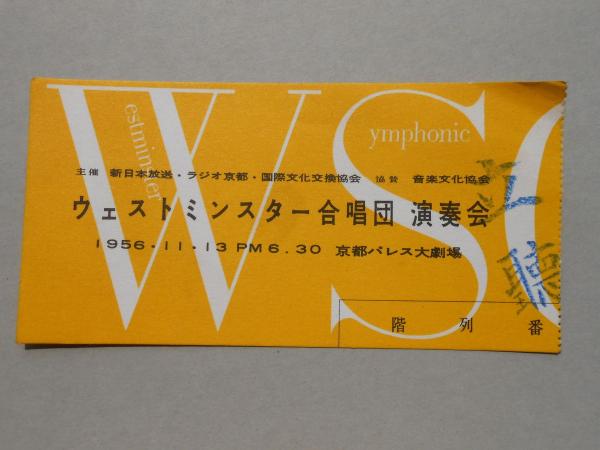 WSC
estminster
ymphonic
主催 新日本放送・ラジオ京都・国際文化交換協会 協賛 音楽文化協会
ウェストミンスター合唱団 演奏会
1956・11・13 PM 6.30 京都パレス大劇場
階 列 番
立聴